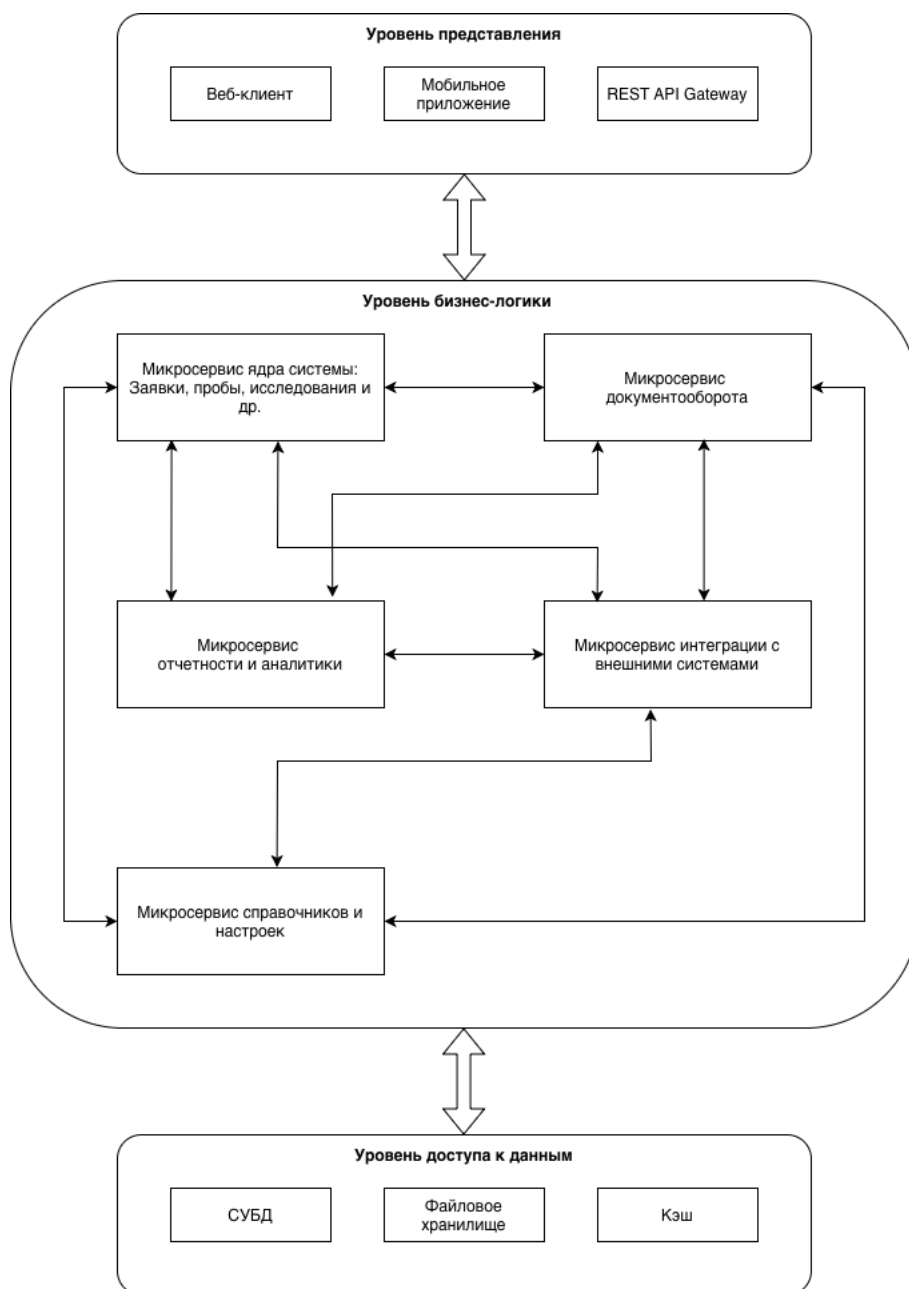 Уровень представления
Веб-клиент
Мобильное
приложение
REST API Gateway
Уровень бизнес-логики
Микросервис ядра системы:
Заявки, пробы, исследования и
др.
Микросервис
документооборота
Микросервис
отчетности и аналитики
Микросервис интеграции с
внешними системами
Микросервис справочников и
настроек
Уровень доступа к данным
СУБД
Файловое
хранилище
Кэш